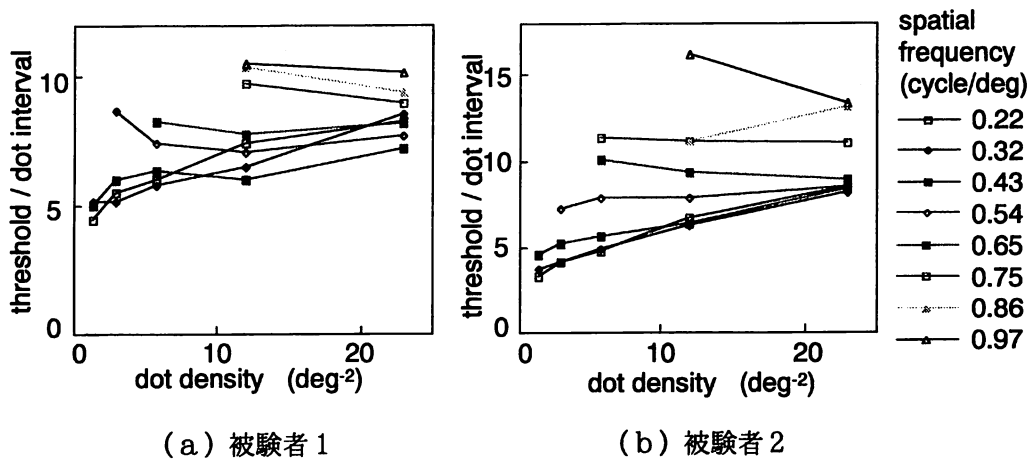 threshold / dot interval
10
5
0
0
10
20
dot density (deg-2)
(a) 被験者1
threshold / dot interval
15
10
5
0
0
10
20
dot density (deg-2)
(b) 被験者2
spatial
frequency
(cycle/deg)
0.22
0.32
0.43
0.54
0.65
0.75
0.86
0.97